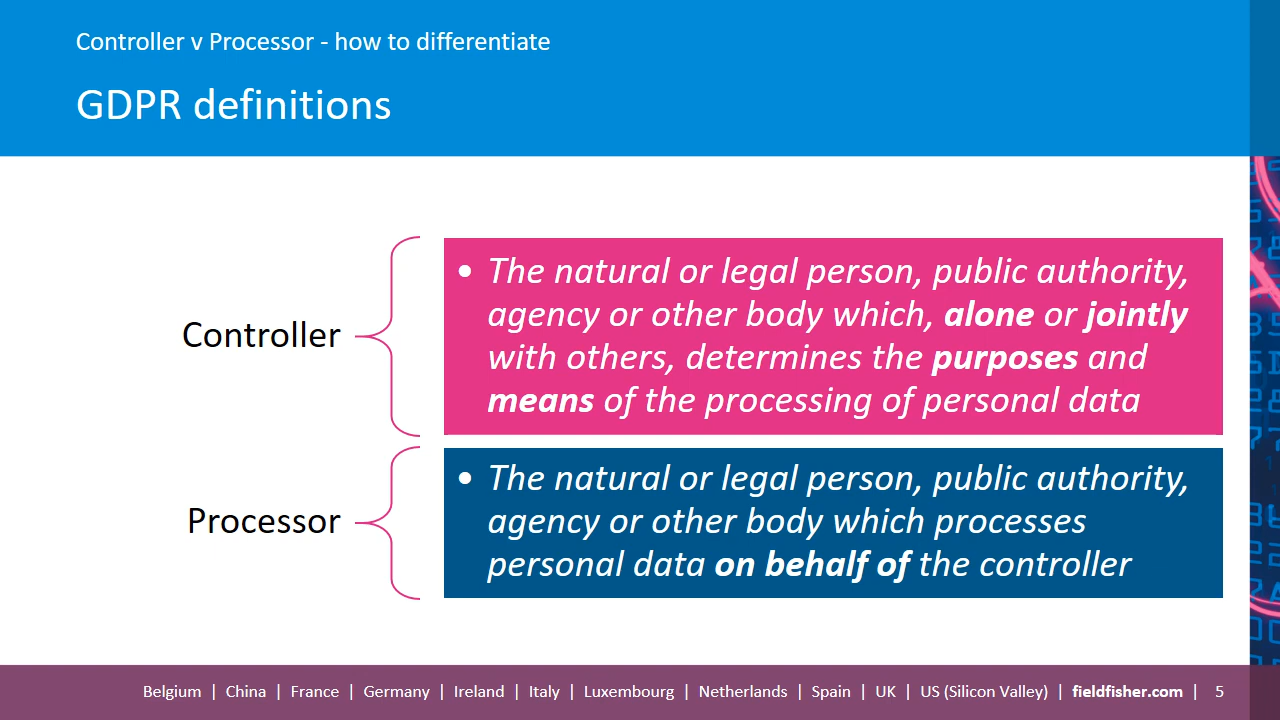 Controller v Processor - how to differentiate
GDPR definitions
Controller
• The natural or legal person, public authority,
agency or other body which, alone or jointly
with others, determines the purposes and
means of the processing of personal data
Processor
• The natural or legal person, public authority,
agency or other body which processes
personal data on behalf of the controller
Belgium | China | France | Germany | Ireland | Italy | Luxembourg | Netherlands | Spain | UK | US (Silicon Valley) | fieldfisher.com | 5